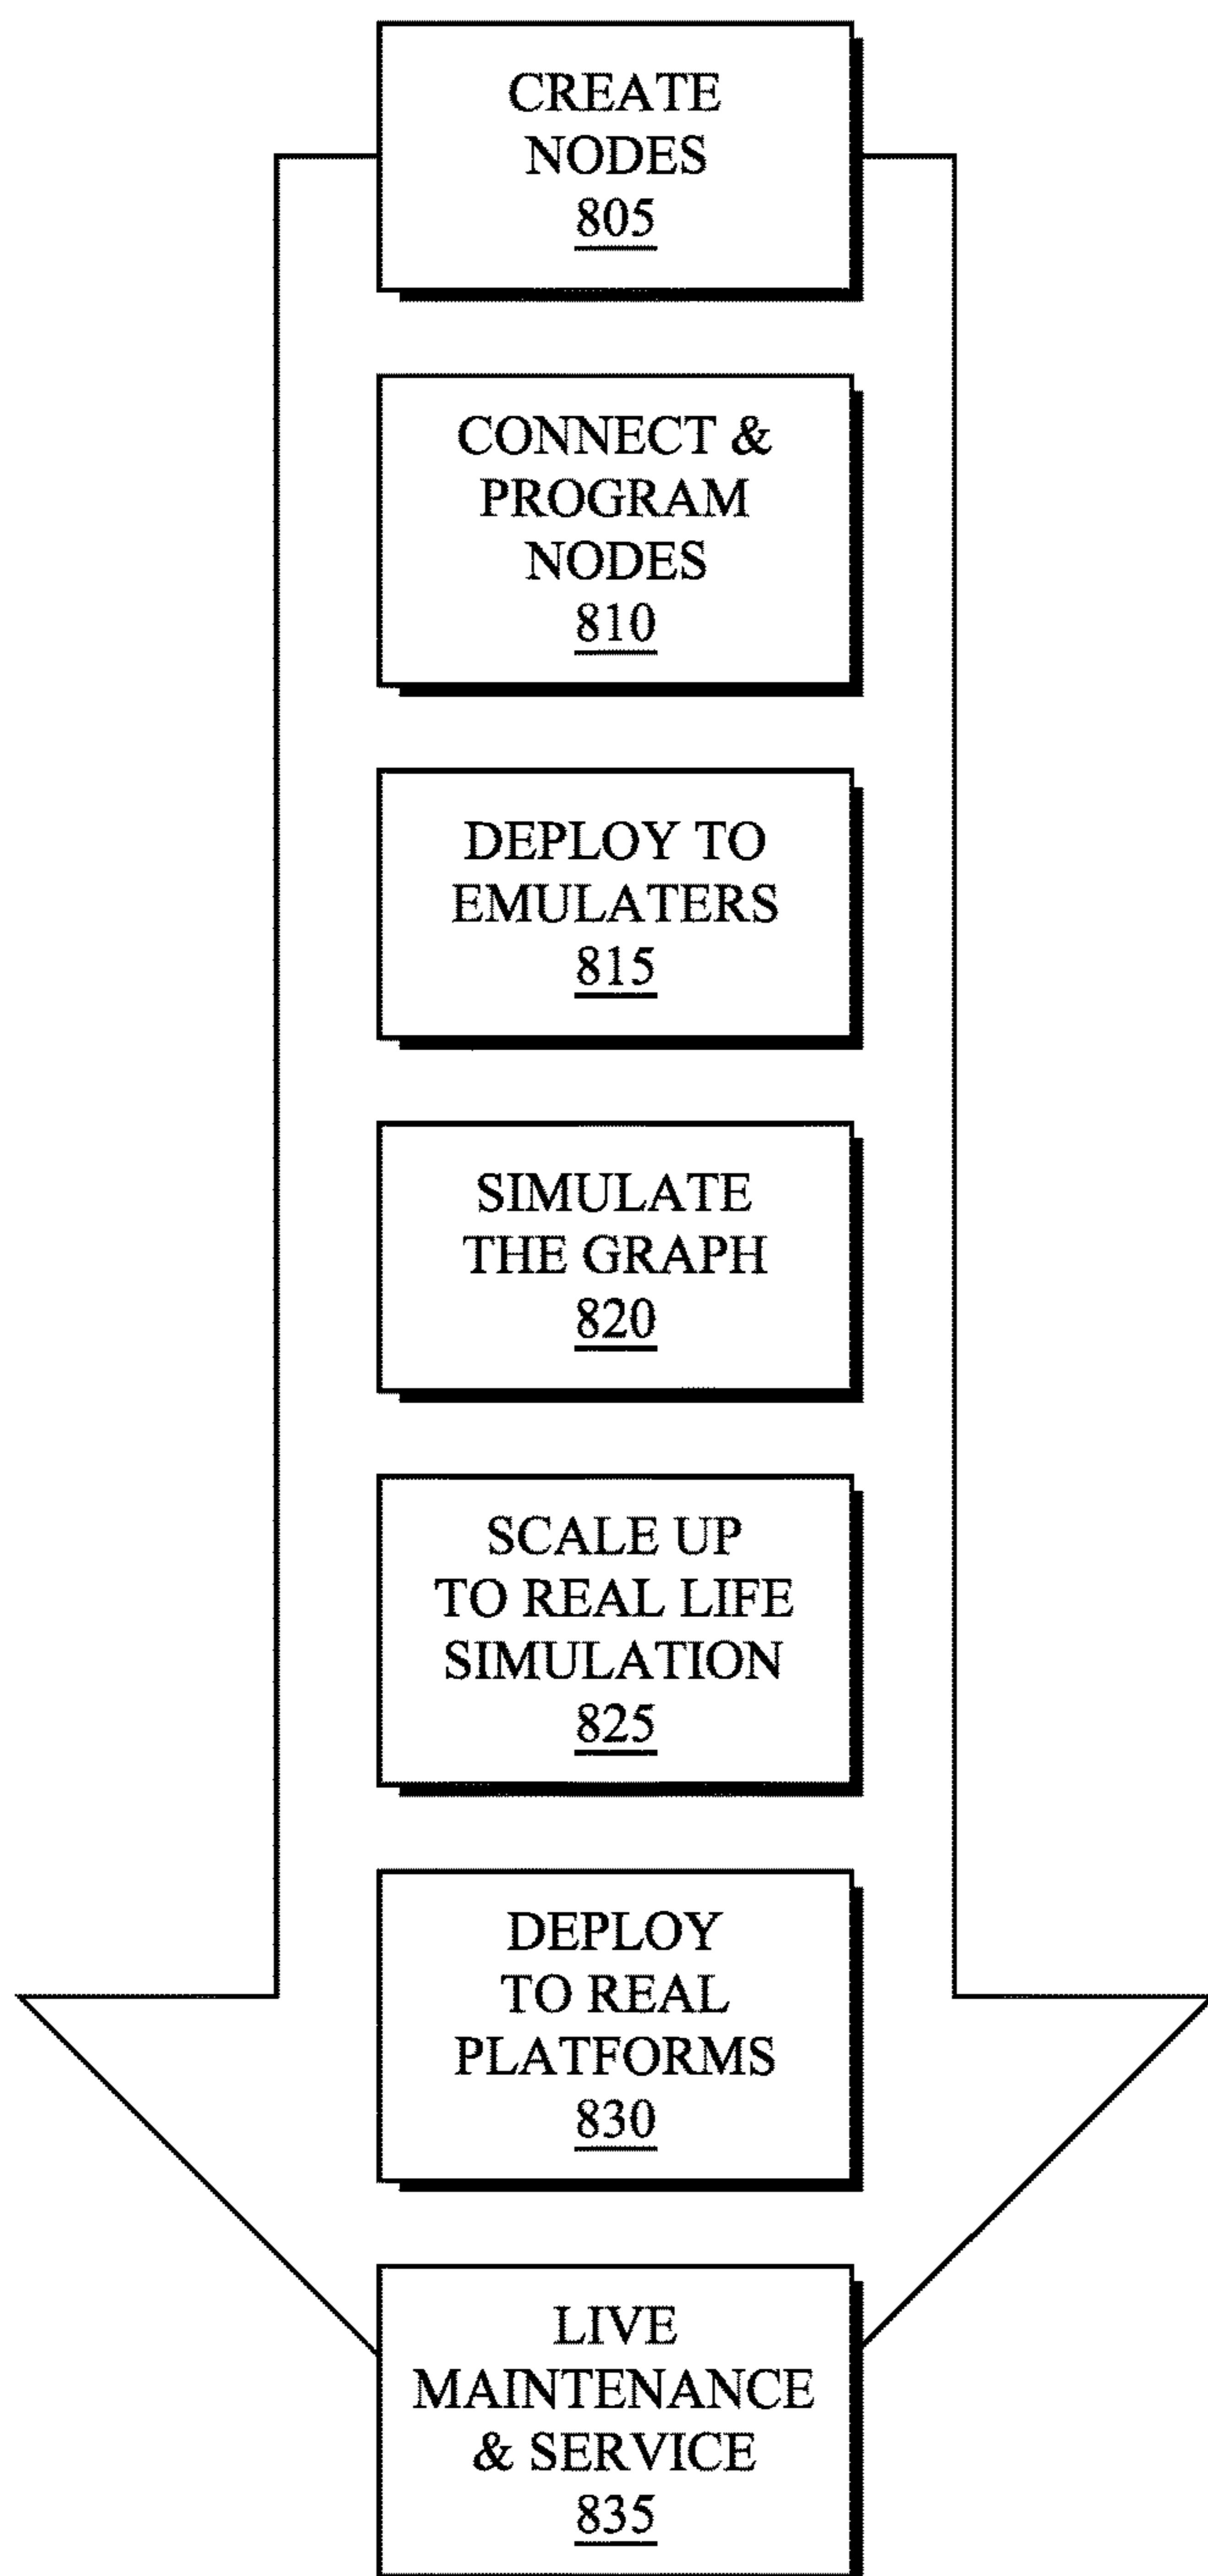 CREATE
NODES
805
CONNECT &
PROGRAM
NODES
810
DEPLOY TO
EMULATERS
815
SIMULATE
THE GRAPH
820
SCALE UP
TO REAL LIFE
SIMULATION
825
DEPLOY
TO REAL
PLATFORMS
830
LIVE
MAINTENANCE
& SERVICE
835